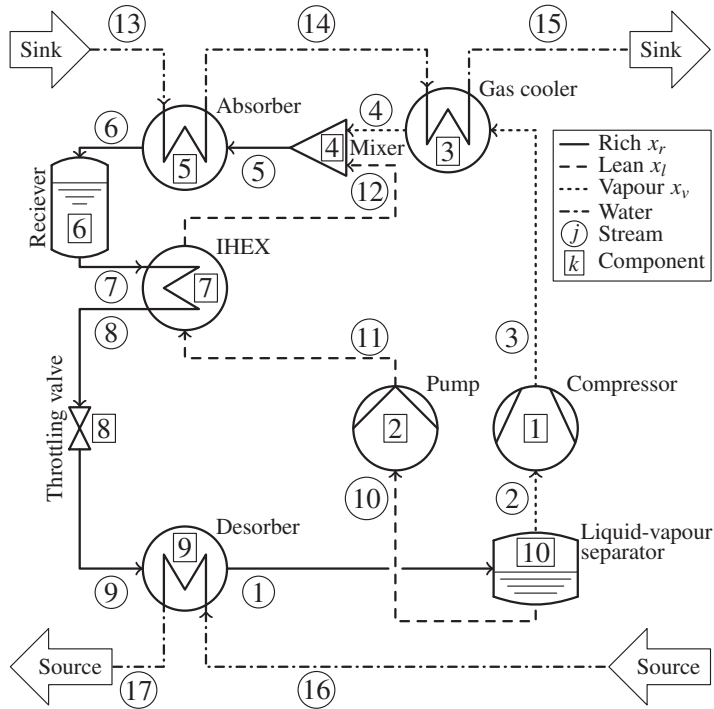 13
14
15
Sink
Sink
Absorber
Gas cooler
6
4
4
Mixer
5
5
3
12
Reciever
6
IHEX
7
7
8
Rich x_r
Lean x_l
Vapour x_v
Water
j Stream
k Component
11
3
Throttling valve
8
Pump
Compressor
2
1
10
2
Desorber
Liquid-vapour
separator
9
10
9
1
Source
Source
17
16